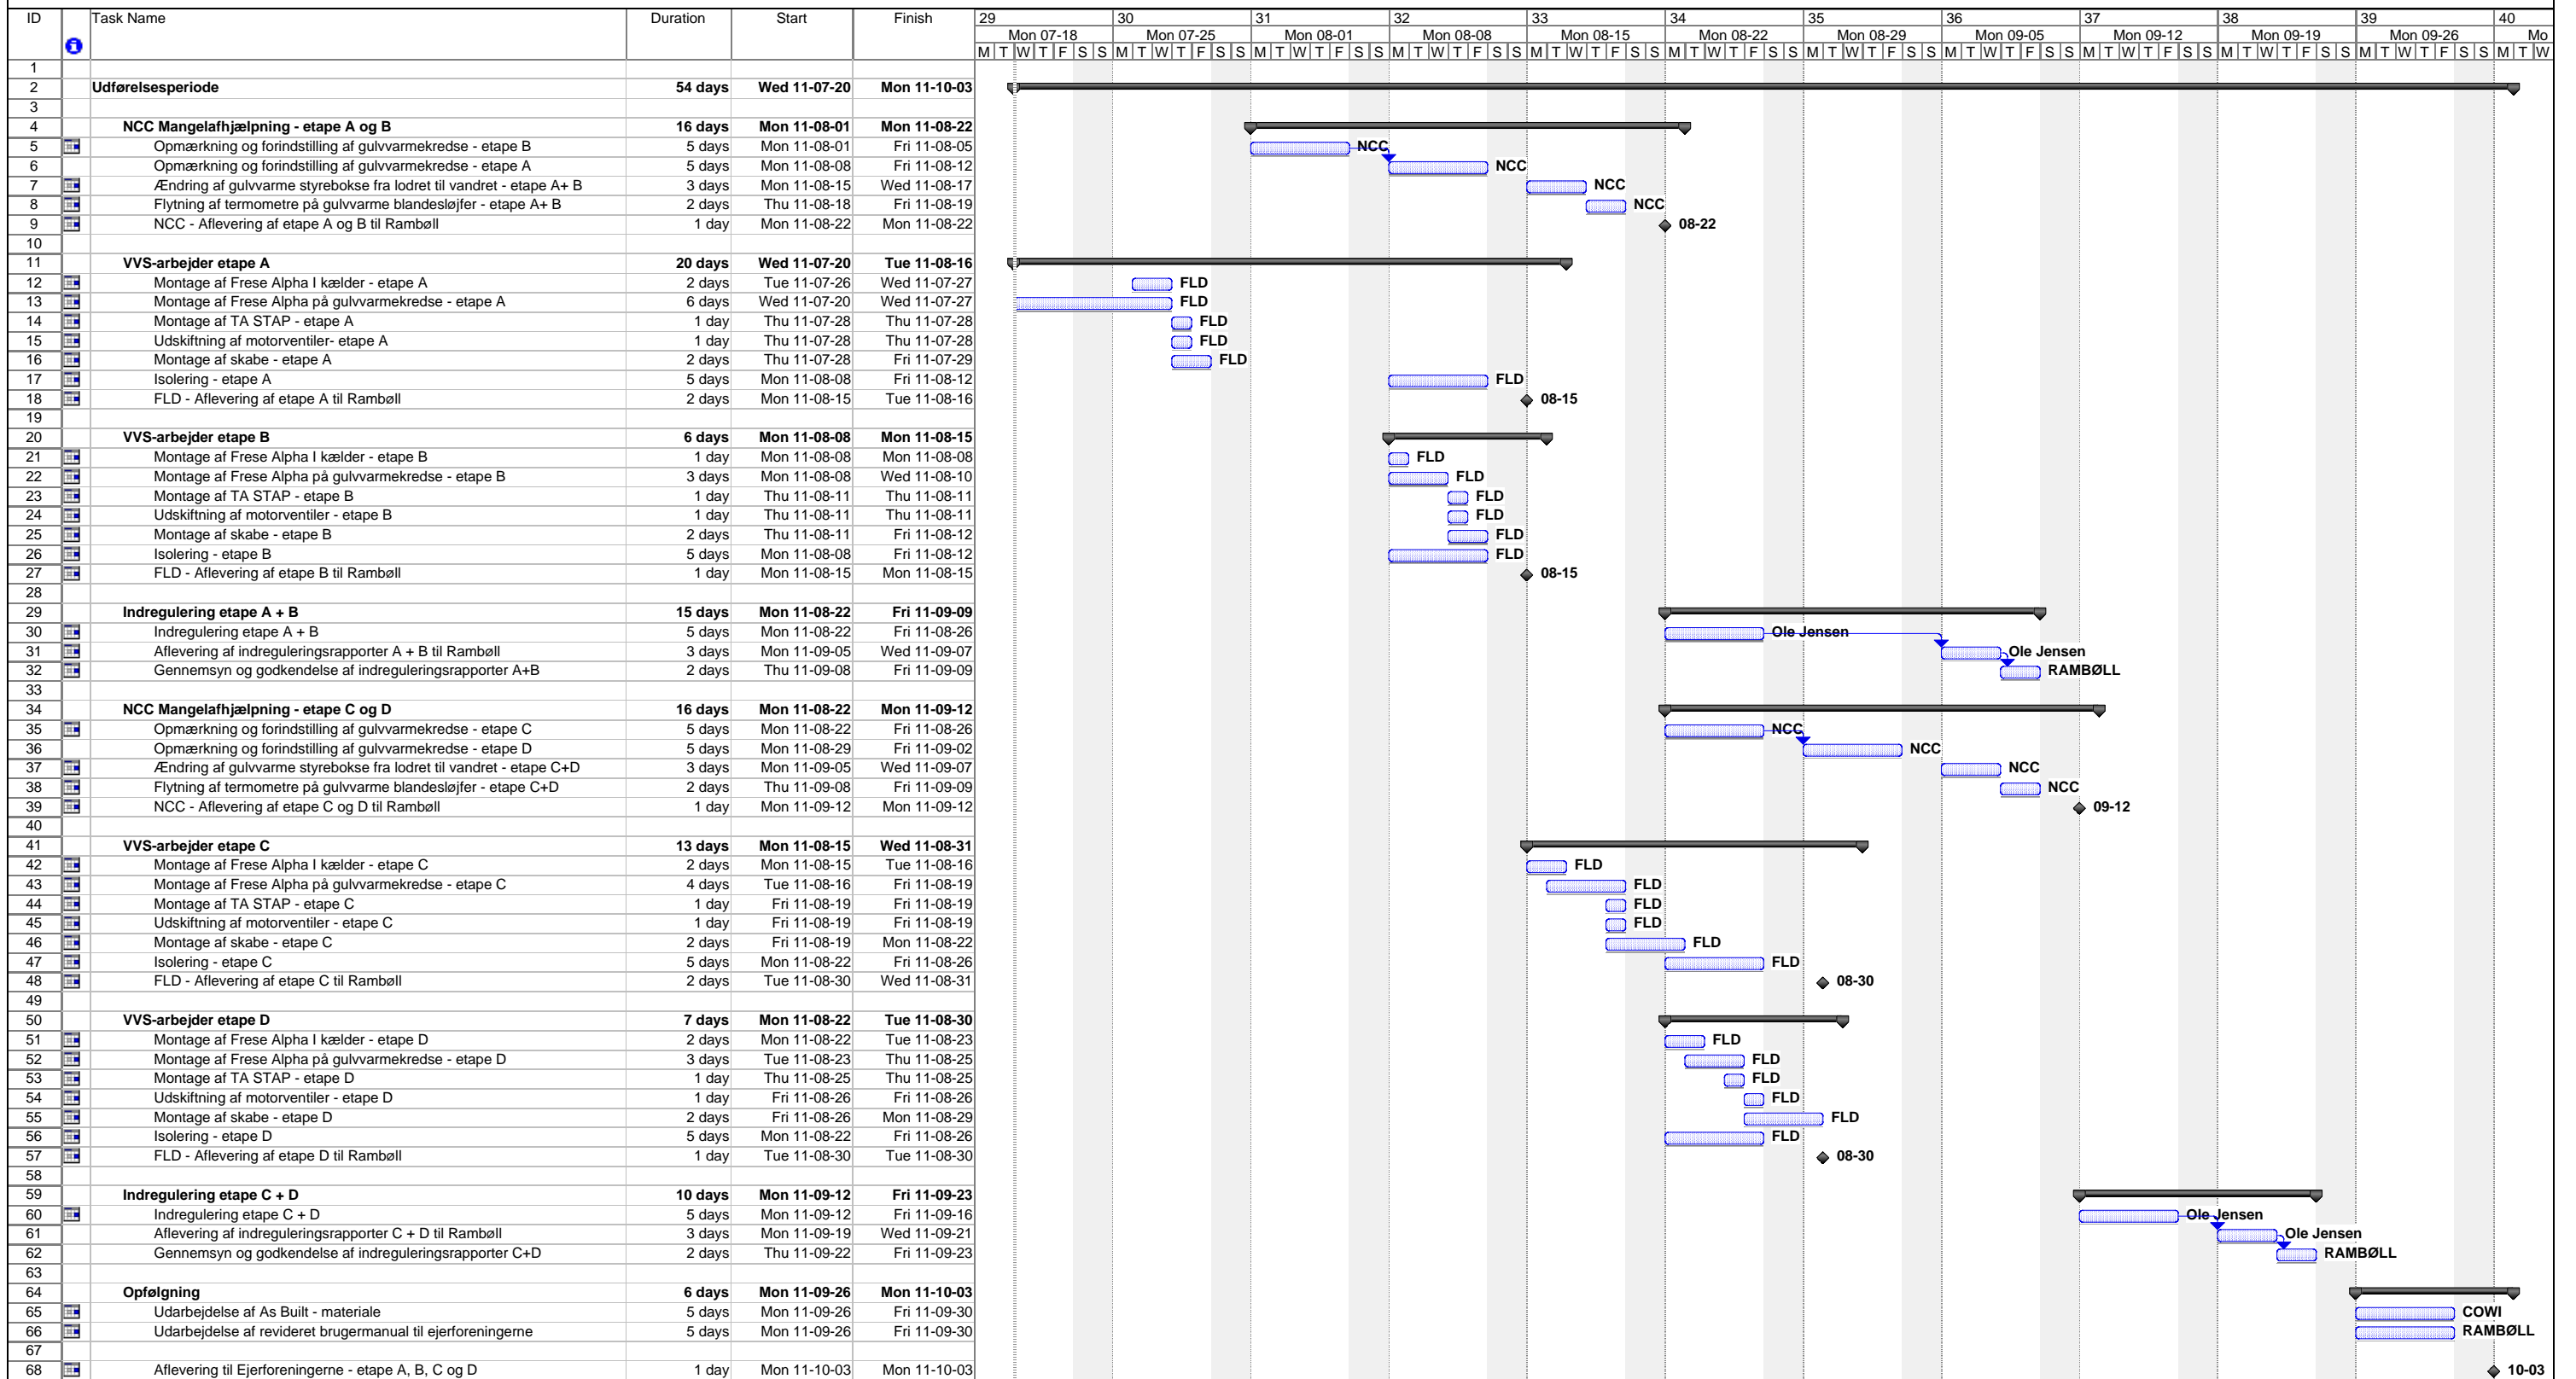 ID Task Name Duration Start Finish 29 30 31 32 33 34 35 36 37 38 39 40
Mon 07-18 Mon 07-25 Mon 08-01 Mon 08-08 Mon 08-15 Mon 08-22 Mon 08-29 Mon 09-05 Mon 09-12 Mon 09-19 Mon 09-26 Mo
M T W T F S S M T W T F S S M T W T F S S M T W T F S S M T W T F S S M T W T F S S M T W T F S S M T W T F S S M T W T F S S M T W T F S S M T W T F S S M T W
1
2 Udførelsesperiode 54 days Wed 11-07-20 Mon 11-10-03
3
4 NCC Mangelafhjælpning - etape A og B 16 days Mon 11-08-01 Mon 11-08-22
5 Opmærkning og forindstilling af gulvvarmekredse - etape B 5 days Mon 11-08-01 Fri 11-08-05 NCC
6 Opmærkning og forindstilling af gulvvarmekredse - etape A 5 days Mon 11-08-08 Fri 11-08-12 NCC
7 Ændring af gulvvarme styrebokse fra lodret til vandret - etape A+ B 3 days Mon 11-08-15 Wed 11-08-17 NCC
8 Flytning af termometre på gulvvarme blandesløjfer - etape A+ B 2 days Thu 11-08-18 Fri 11-08-19 NCC
9 NCC - Aflevering af etape A og B til Rambøll 1 day Mon 11-08-22 Mon 11-08-22 08-22
10
11 VVS-arbejder etape A 20 days Wed 11-07-20 Tue 11-08-16
12 Montage af Frese Alpha I kælder - etape A 2 days Tue 11-07-26 Wed 11-07-27 FLD
13 Montage af Frese Alpha på gulvvarmekredse - etape A 6 days Wed 11-07-20 Wed 11-07-27 FLD
14 Montage af TA STAP - etape A 1 day Thu 11-07-28 Thu 11-07-28 FLD
15 Udskiftning af motorventiler- etape A 1 day Thu 11-07-28 Thu 11-07-28 FLD
16 Montage af skabe - etape A 2 days Thu 11-07-28 Fri 11-07-29 FLD
17 Isolering - etape A 5 days Mon 11-08-08 Fri 11-08-12 FLD
18 FLD - Aflevering af etape A til Rambøll 2 days Mon 11-08-15 Tue 11-08-16 08-15
19
20 VVS-arbejder etape B 6 days Mon 11-08-08 Mon 11-08-15
21 Montage af Frese Alpha I kælder - etape B 1 day Mon 11-08-08 Mon 11-08-08 FLD
22 Montage af Frese Alpha på gulvvarmekredse - etape B 3 days Mon 11-08-08 Wed 11-08-10 FLD
23 Montage af TA STAP - etape B 1 day Thu 11-08-11 Thu 11-08-11 FLD
24 Udskiftning af motorventiler - etape B 1 day Thu 11-08-11 Thu 11-08-11 FLD
25 Montage af skabe - etape B 2 days Thu 11-08-11 Fri 11-08-12 FLD
26 Isolering - etape B 5 days Mon 11-08-08 Fri 11-08-12 FLD
27 FLD - Aflevering af etape B til Rambøll 1 day Mon 11-08-15 Mon 11-08-15 08-15
28
29 Indregulering etape A + B 15 days Mon 11-08-22 Fri 11-09-09
30 Indregulering etape A + B 5 days Mon 11-08-22 Fri 11-08-26 Ole Jensen
31 Aflevering af indreguleringsrapporter A + B til Rambøll 3 days Mon 11-09-05 Wed 11-09-07 Ole Jensen
32 Gennemsyn og godkendelse af indreguleringsrapporter A+B 2 days Thu 11-09-08 Fri 11-09-09 RAMBØLL
33
34 NCC Mangelafhjælpning - etape C og D 16 days Mon 11-08-22 Mon 11-09-12
35 Opmærkning og forindstilling af gulvvarmekredse - etape C 5 days Mon 11-08-22 Fri 11-08-26 NCC
36 Opmærkning og forindstilling af gulvvarmekredse - etape D 5 days Mon 11-08-29 Fri 11-09-02 NCC
37 Ændring af gulvvarme styrebokse fra lodret til vandret - etape C+D 3 days Mon 11-09-05 Wed 11-09-07 NCC
38 Flytning af termometre på gulvvarme blandesløjfer - etape C+D 2 days Thu 11-09-08 Fri 11-09-09 NCC
39 NCC - Aflevering af etape C og D til Rambøll 1 day Mon 11-09-12 Mon 11-09-12 09-12
40
41 VVS-arbejder etape C 13 days Mon 11-08-15 Wed 11-08-31
42 Montage af Frese Alpha I kælder - etape C 2 days Mon 11-08-15 Tue 11-08-16 FLD
43 Montage af Frese Alpha på gulvvarmekredse - etape C 4 days Tue 11-08-16 Fri 11-08-19 FLD
44 Montage af TA STAP - etape C 1 day Fri 11-08-19 Fri 11-08-19 FLD
45 Udskiftning af motorventiler - etape C 1 day Fri 11-08-19 Fri 11-08-19 FLD
46 Montage af skabe - etape C 2 days Fri 11-08-19 Mon 11-08-22 FLD
47 Isolering - etape C 5 days Mon 11-08-22 Fri 11-08-26 FLD
48 FLD - Aflevering af etape C til Rambøll 2 days Tue 11-08-30 Wed 11-08-31 08-30
49
50 VVS-arbejder etape D 7 days Mon 11-08-22 Tue 11-08-30
51 Montage af Frese Alpha I kælder - etape D 2 days Mon 11-08-22 Tue 11-08-23 FLD
52 Montage af Frese Alpha på gulvvarmekredse - etape D 3 days Tue 11-08-23 Thu 11-08-25 FLD
53 Montage af TA STAP - etape D 1 day Thu 11-08-25 Thu 11-08-25 FLD
54 Udskiftning af motorventiler - etape D 1 day Fri 11-08-26 Fri 11-08-26 FLD
55 Montage af skabe - etape D 2 days Fri 11-08-26 Mon 11-08-29 FLD
56 Isolering - etape D 5 days Mon 11-08-22 Fri 11-08-26 FLD
57 FLD - Aflevering af etape D til Rambøll 1 day Tue 11-08-30 Tue 11-08-30 08-30
58
59 Indregulering etape C + D 10 days Mon 11-09-12 Fri 11-09-23
60 Indregulering etape C + D 5 days Mon 11-09-12 Fri 11-09-16 Ole Jensen
61 Aflevering af indreguleringsrapporter C + D til Rambøll 3 days Mon 11-09-19 Wed 11-09-21 Ole Jensen
62 Gennemsyn og godkendelse af indreguleringsrapporter C+D 2 days Thu 11-09-22 Fri 11-09-23 RAMBØLL
63
64 Opfølgning 6 days Mon 11-09-26 Mon 11-10-03
65 Udarbejdelse af As Built - materiale 5 days Mon 11-09-26 Fri 11-09-30 COWI
66 Udarbejdelse af revideret brugermanual til ejerforeningerne 5 days Mon 11-09-26 Fri 11-09-30 RAMBØLL
67
68 Aflevering til Ejerforeningerne - etape A, B, C og D 1 day Mon 11-10-03 Mon 11-10-03 10-03